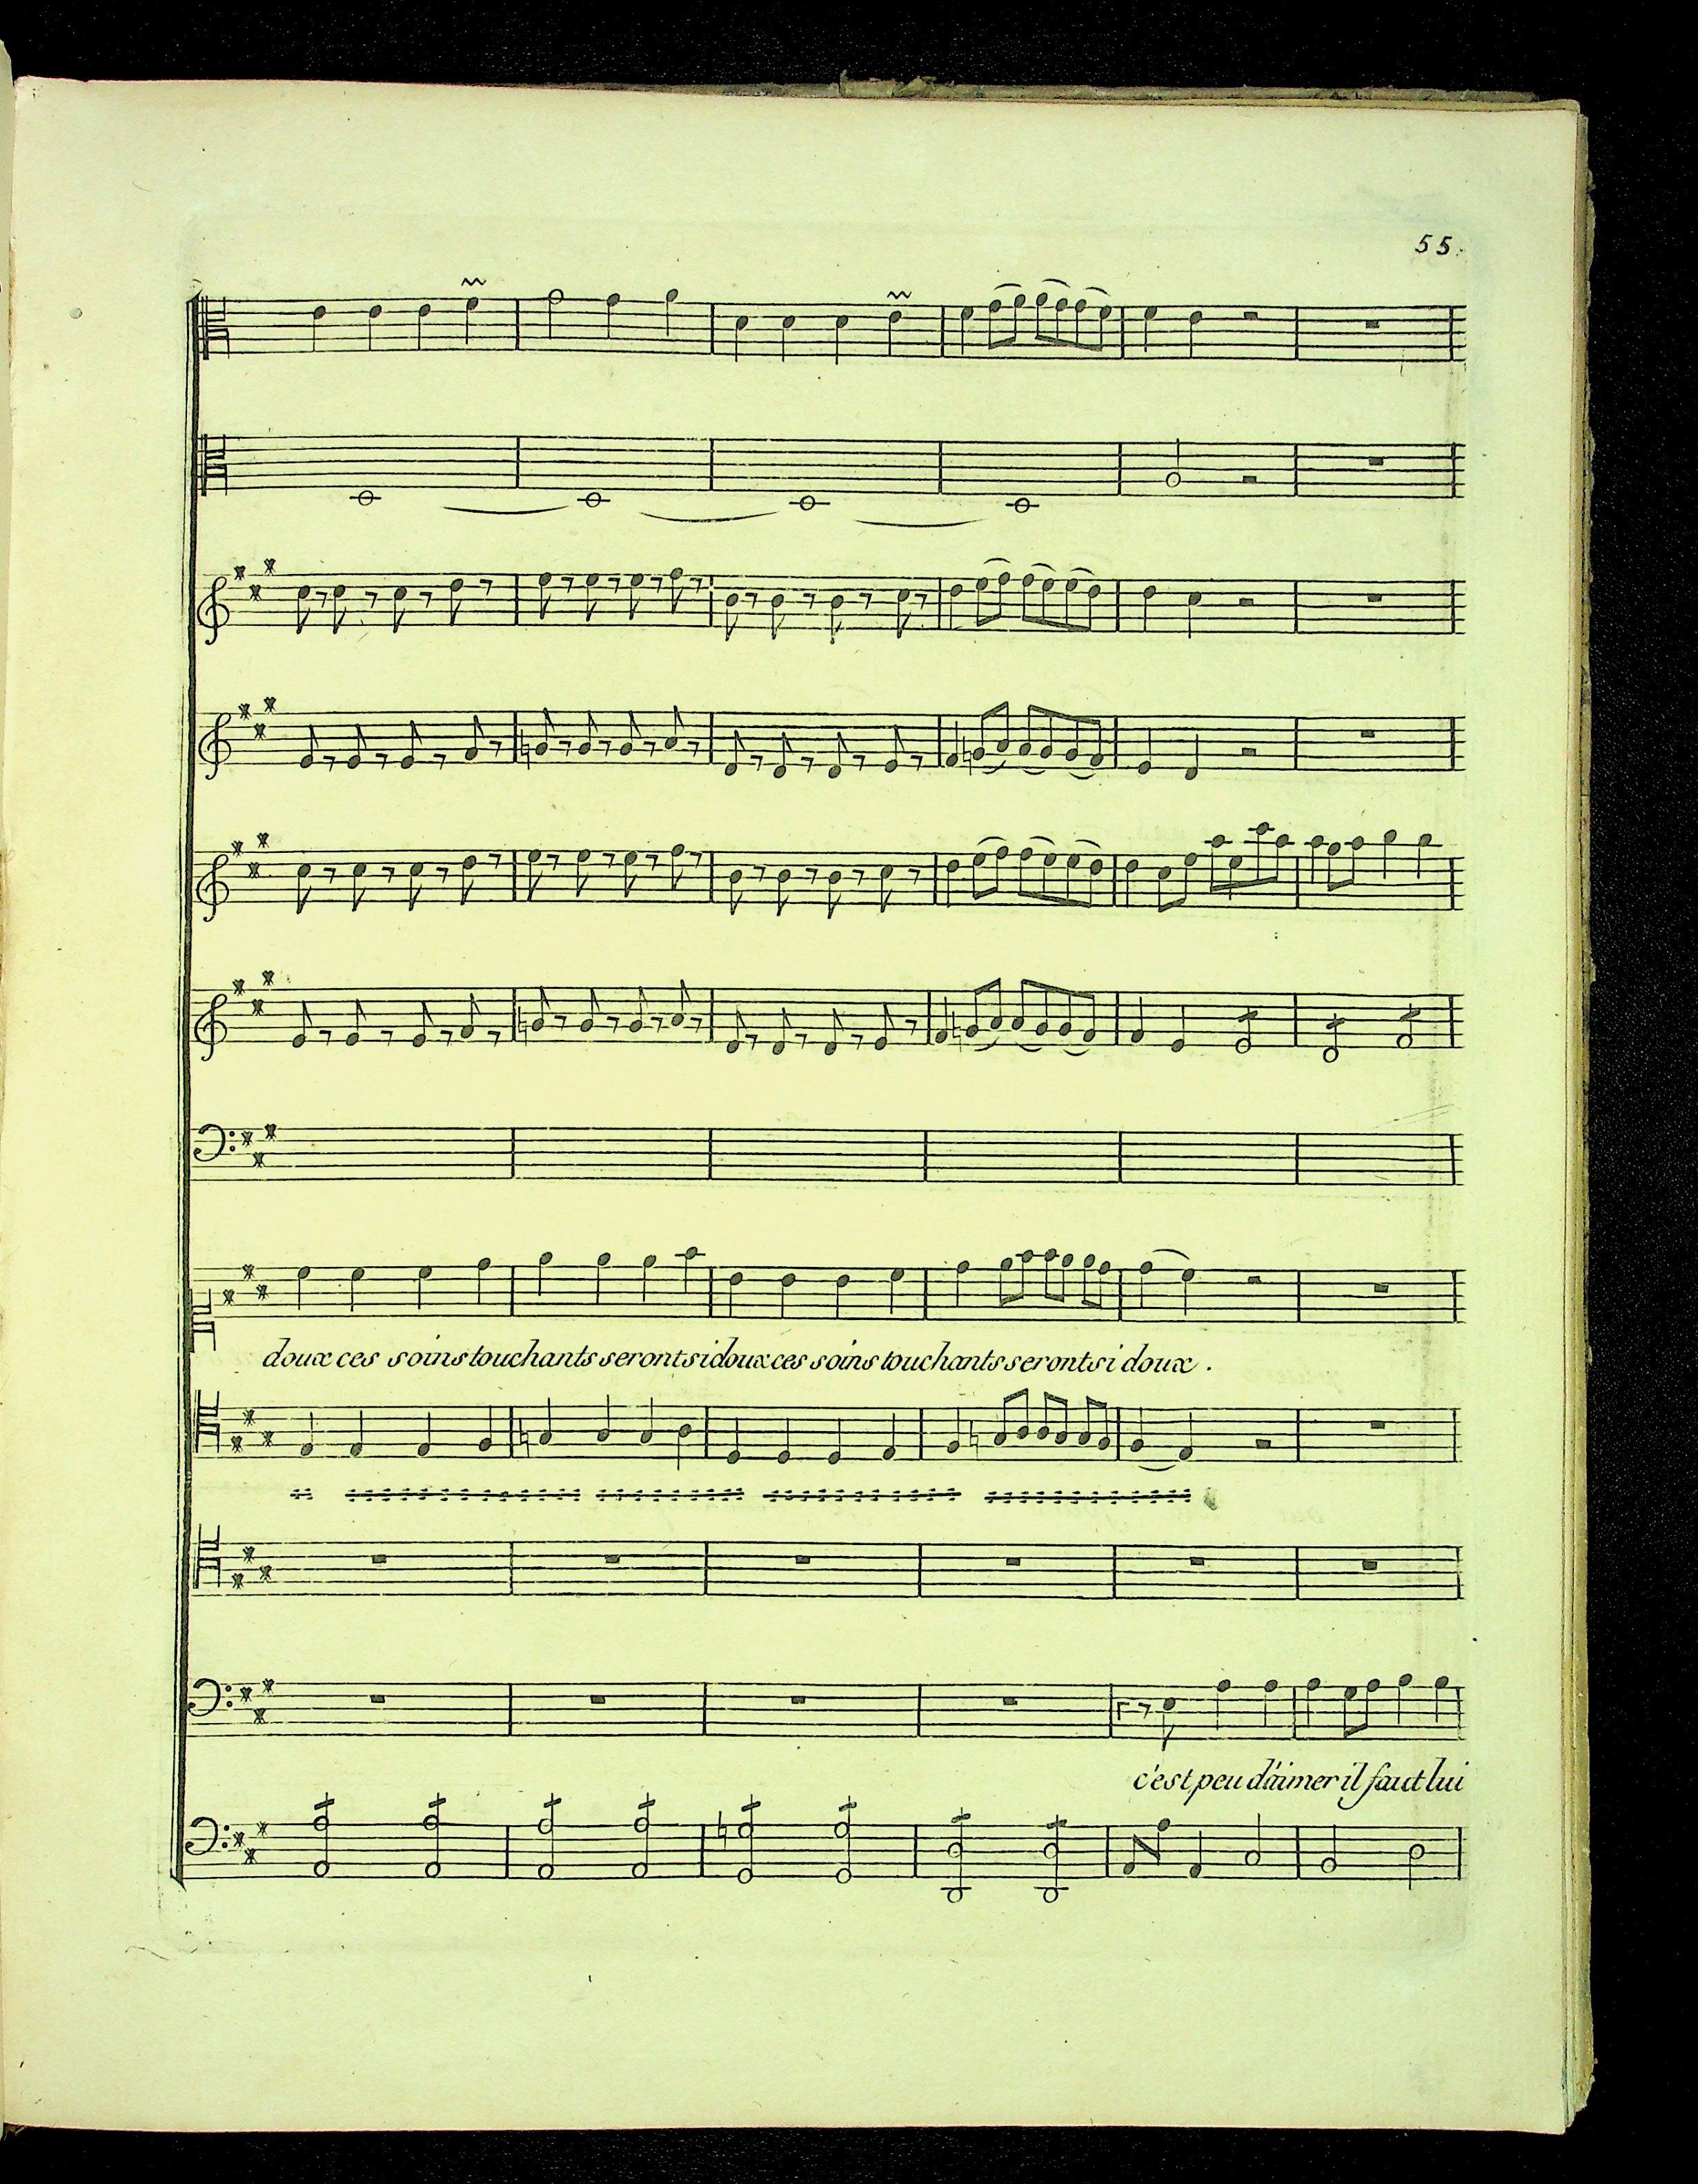 55.
doux ces soins touchants seront si doux ces soins touchants seront si doux.
c'est peu d'aimer il faut lui